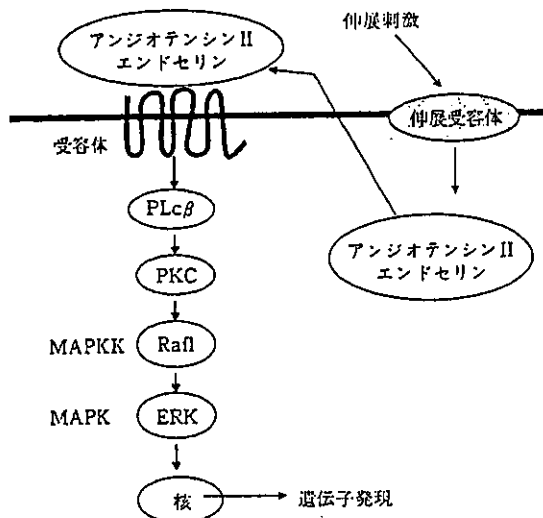 アンジオテンシンII
エンドセリン
伸展刺激
伸展受容体
受容体
PLcβ
アンジオテンシンII
エンドセリン
PKC
MAPKK Raf1
MAPK ERK
核 遺伝子発現